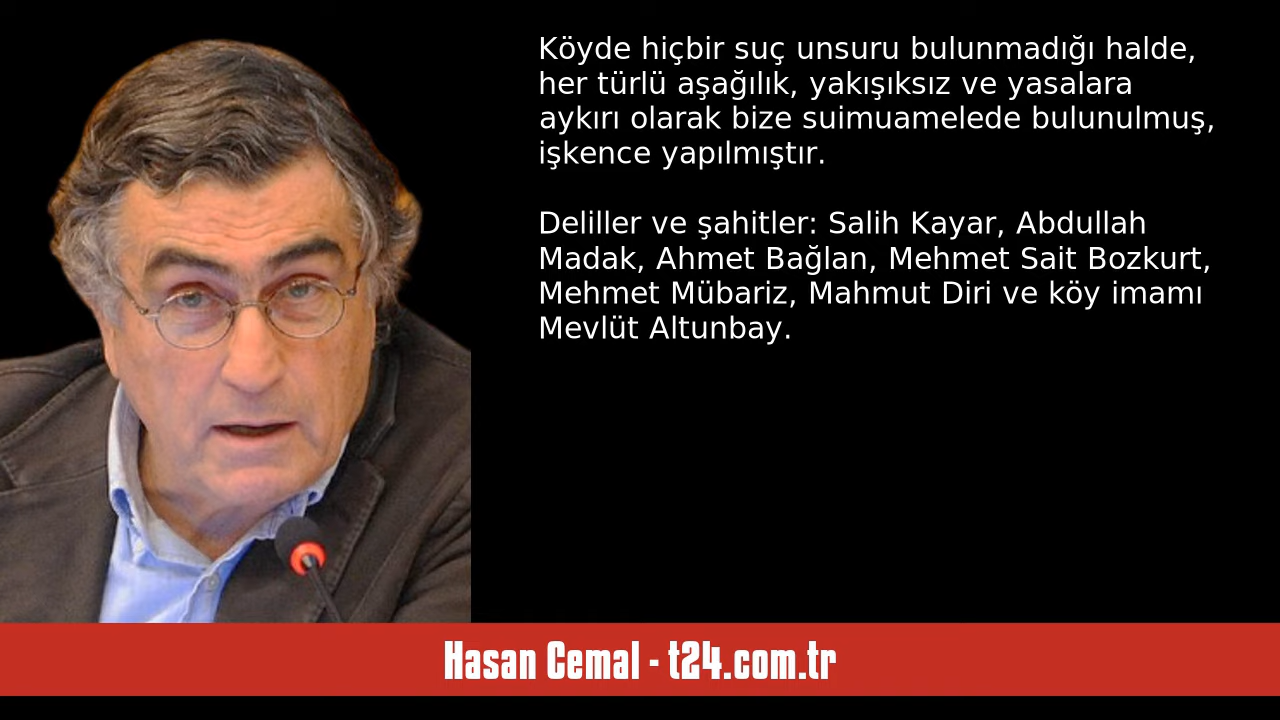 Köyde hiçbir suç unsuru bulunmadığı halde,
her türlü aşağılık, yakışıksız ve yasalara
aykırı olarak bize suimuamelede bulunulmuş,
işkence yapılmıştır.
Deliller ve şahitler: Salih Kayar, Abdullah
Madak, Ahmet Bağlan, Mehmet Sait Bozkurt,
Mehmet Mübariz, Mahmut Diri ve köy imamı
Mevlüt Altunbay.
Hasan Cemal - t24.com.tr